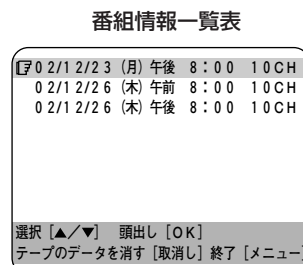 番組情報一覧表
02/12/23 (月) 午後 8:00 10CH
02/12/26 (木) 午前 8:00 10CH
02/12/26 (木) 午後 8:00 10CH
選択 [▲/▼] 頭出し [OK]
テープのデータを消す [取消し] 終了 [メニュー]